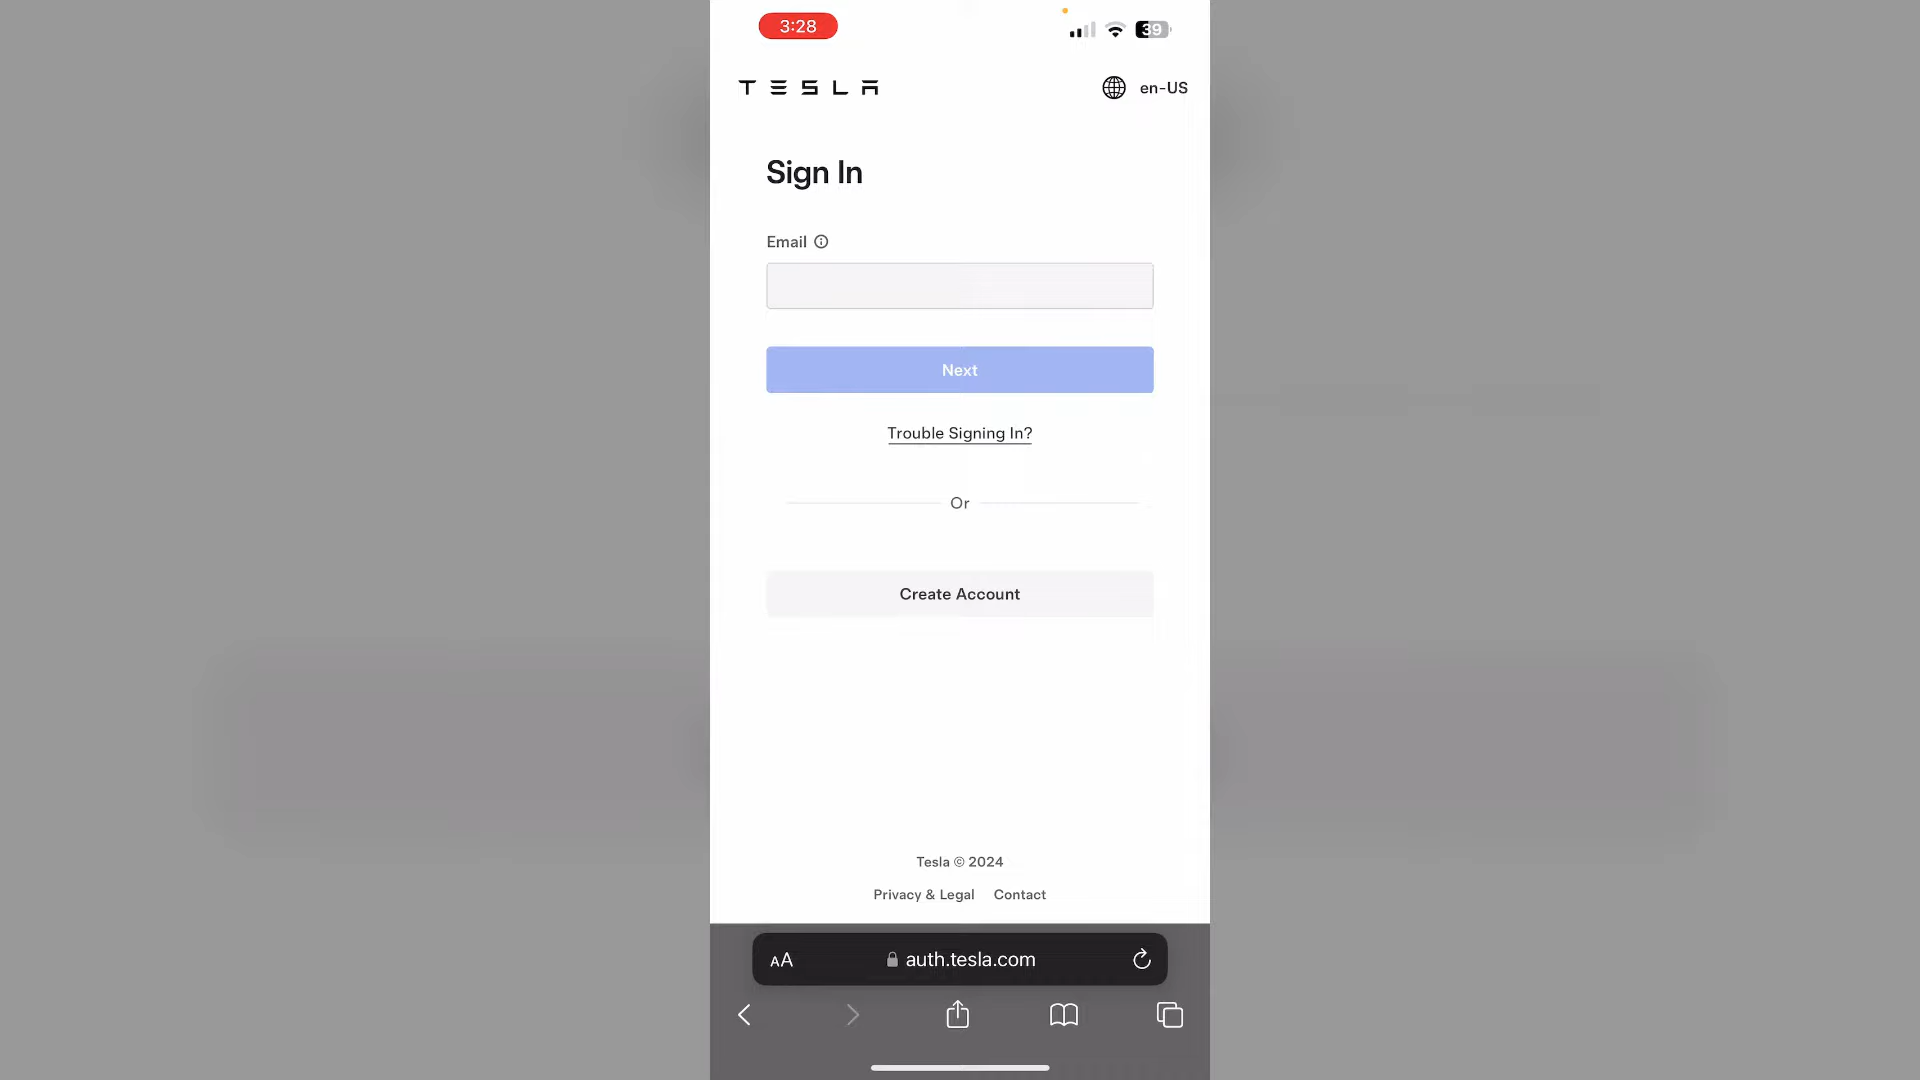 3:28
39
TESLA
en-US
Sign In
Email
Next
Trouble Signing In?
Or
Create Account
Tesla © 2024
Privacy & Legal Contact
AA auth.tesla.com